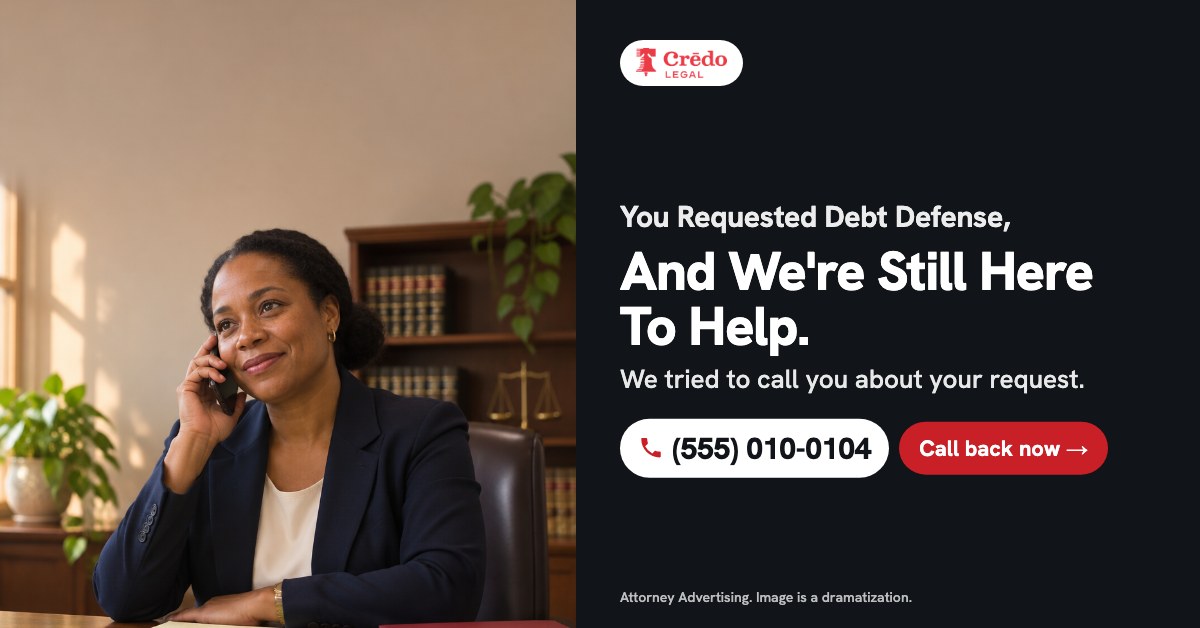 Crēdo
LEGAL
You Requested Debt Defense,
And We're Still Here
To Help.
We tried to call you about your request.
(555) 010-0104
Call back now →
Attorney Advertising. Image is a dramatization.